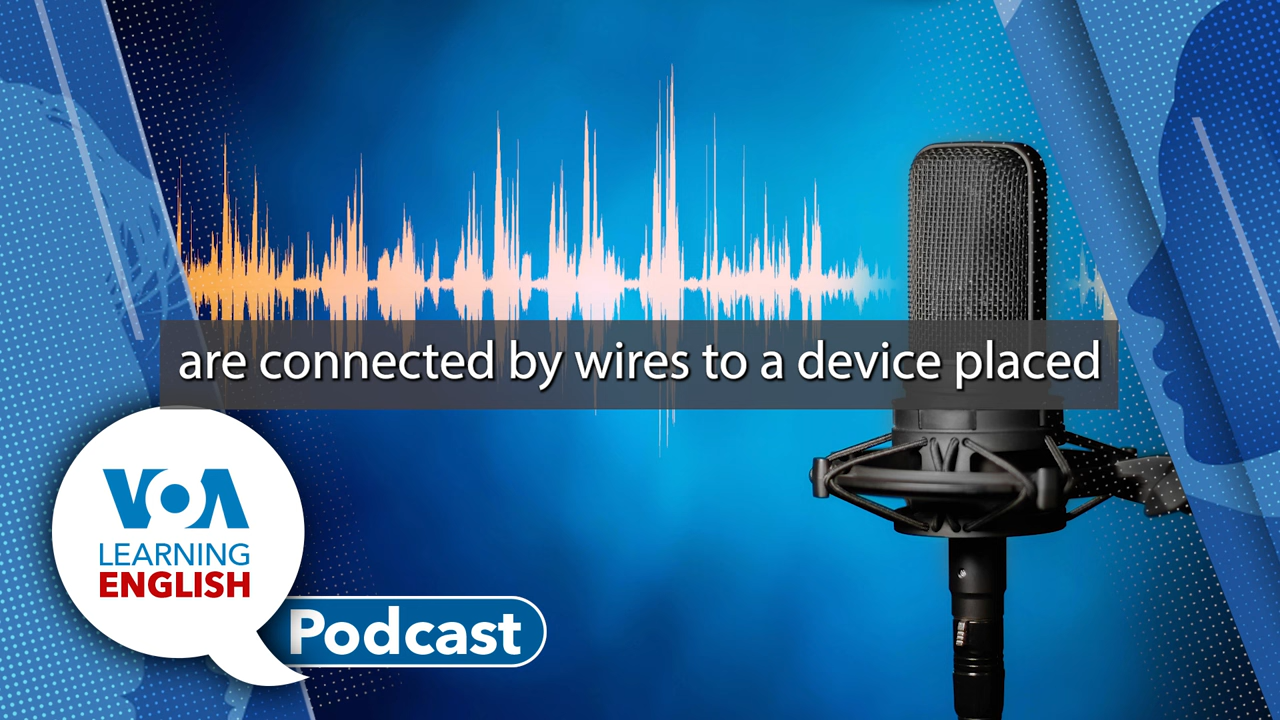 are connected by wires to a device placed
VOA
LEARNING
ENGLISH
Podcast